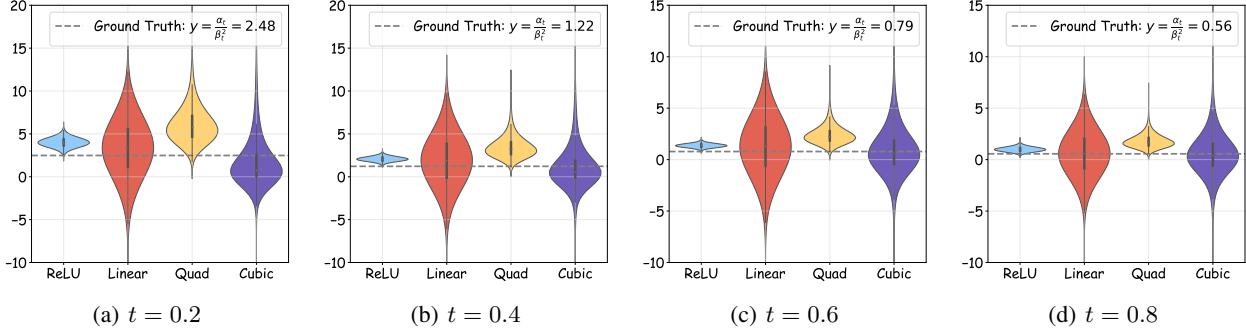 20
15
10
5
0
−5
−10
Ground Truth: y = α_t/β_t^2 = 2.48
ReLU Linear Quad Cubic
(a) t = 0.2
20
15
10
5
0
−5
−10
Ground Truth: y = α_t/β_t^2 = 1.22
ReLU Linear Quad Cubic
(b) t = 0.4
15
10
5
0
−5
−10
Ground Truth: y = α_t/β_t^2 = 0.79
ReLU Linear Quad Cubic
(c) t = 0.6
15
10
5
0
−5
−10
Ground Truth: y = α_t/β_t^2 = 0.56
ReLU Linear Quad Cubic
(d) t = 0.8